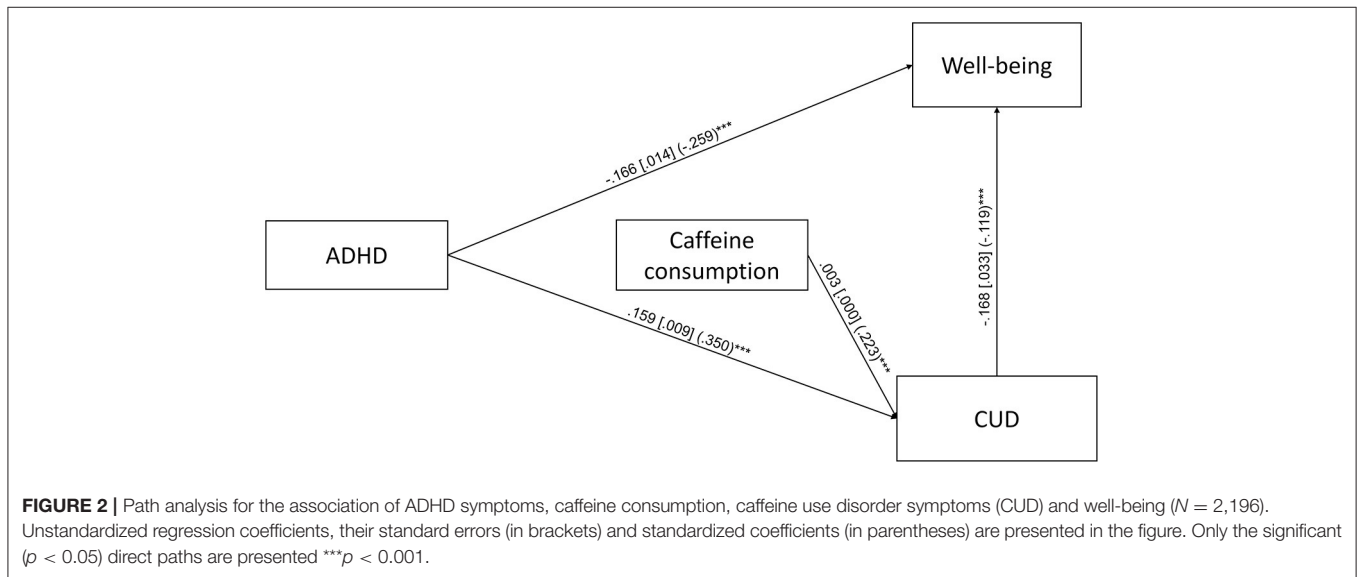 Well-being
-.166 [.014] (-.259)***
ADHD
Caffeine
consumption
.003 [.000] (.223)***
-.168 [.033] (-.119)***
.159 [.009] (.350)***
CUD
FIGURE 2 | Path analysis for the association of ADHD symptoms, caffeine consumption, caffeine use disorder symptoms (CUD) and well-being (N = 2,196).
Unstandardized regression coefficients, their standard errors (in brackets) and standardized coefficients (in parentheses) are presented in the figure. Only the significant
(p < 0.05) direct paths are presented ***p < 0.001.